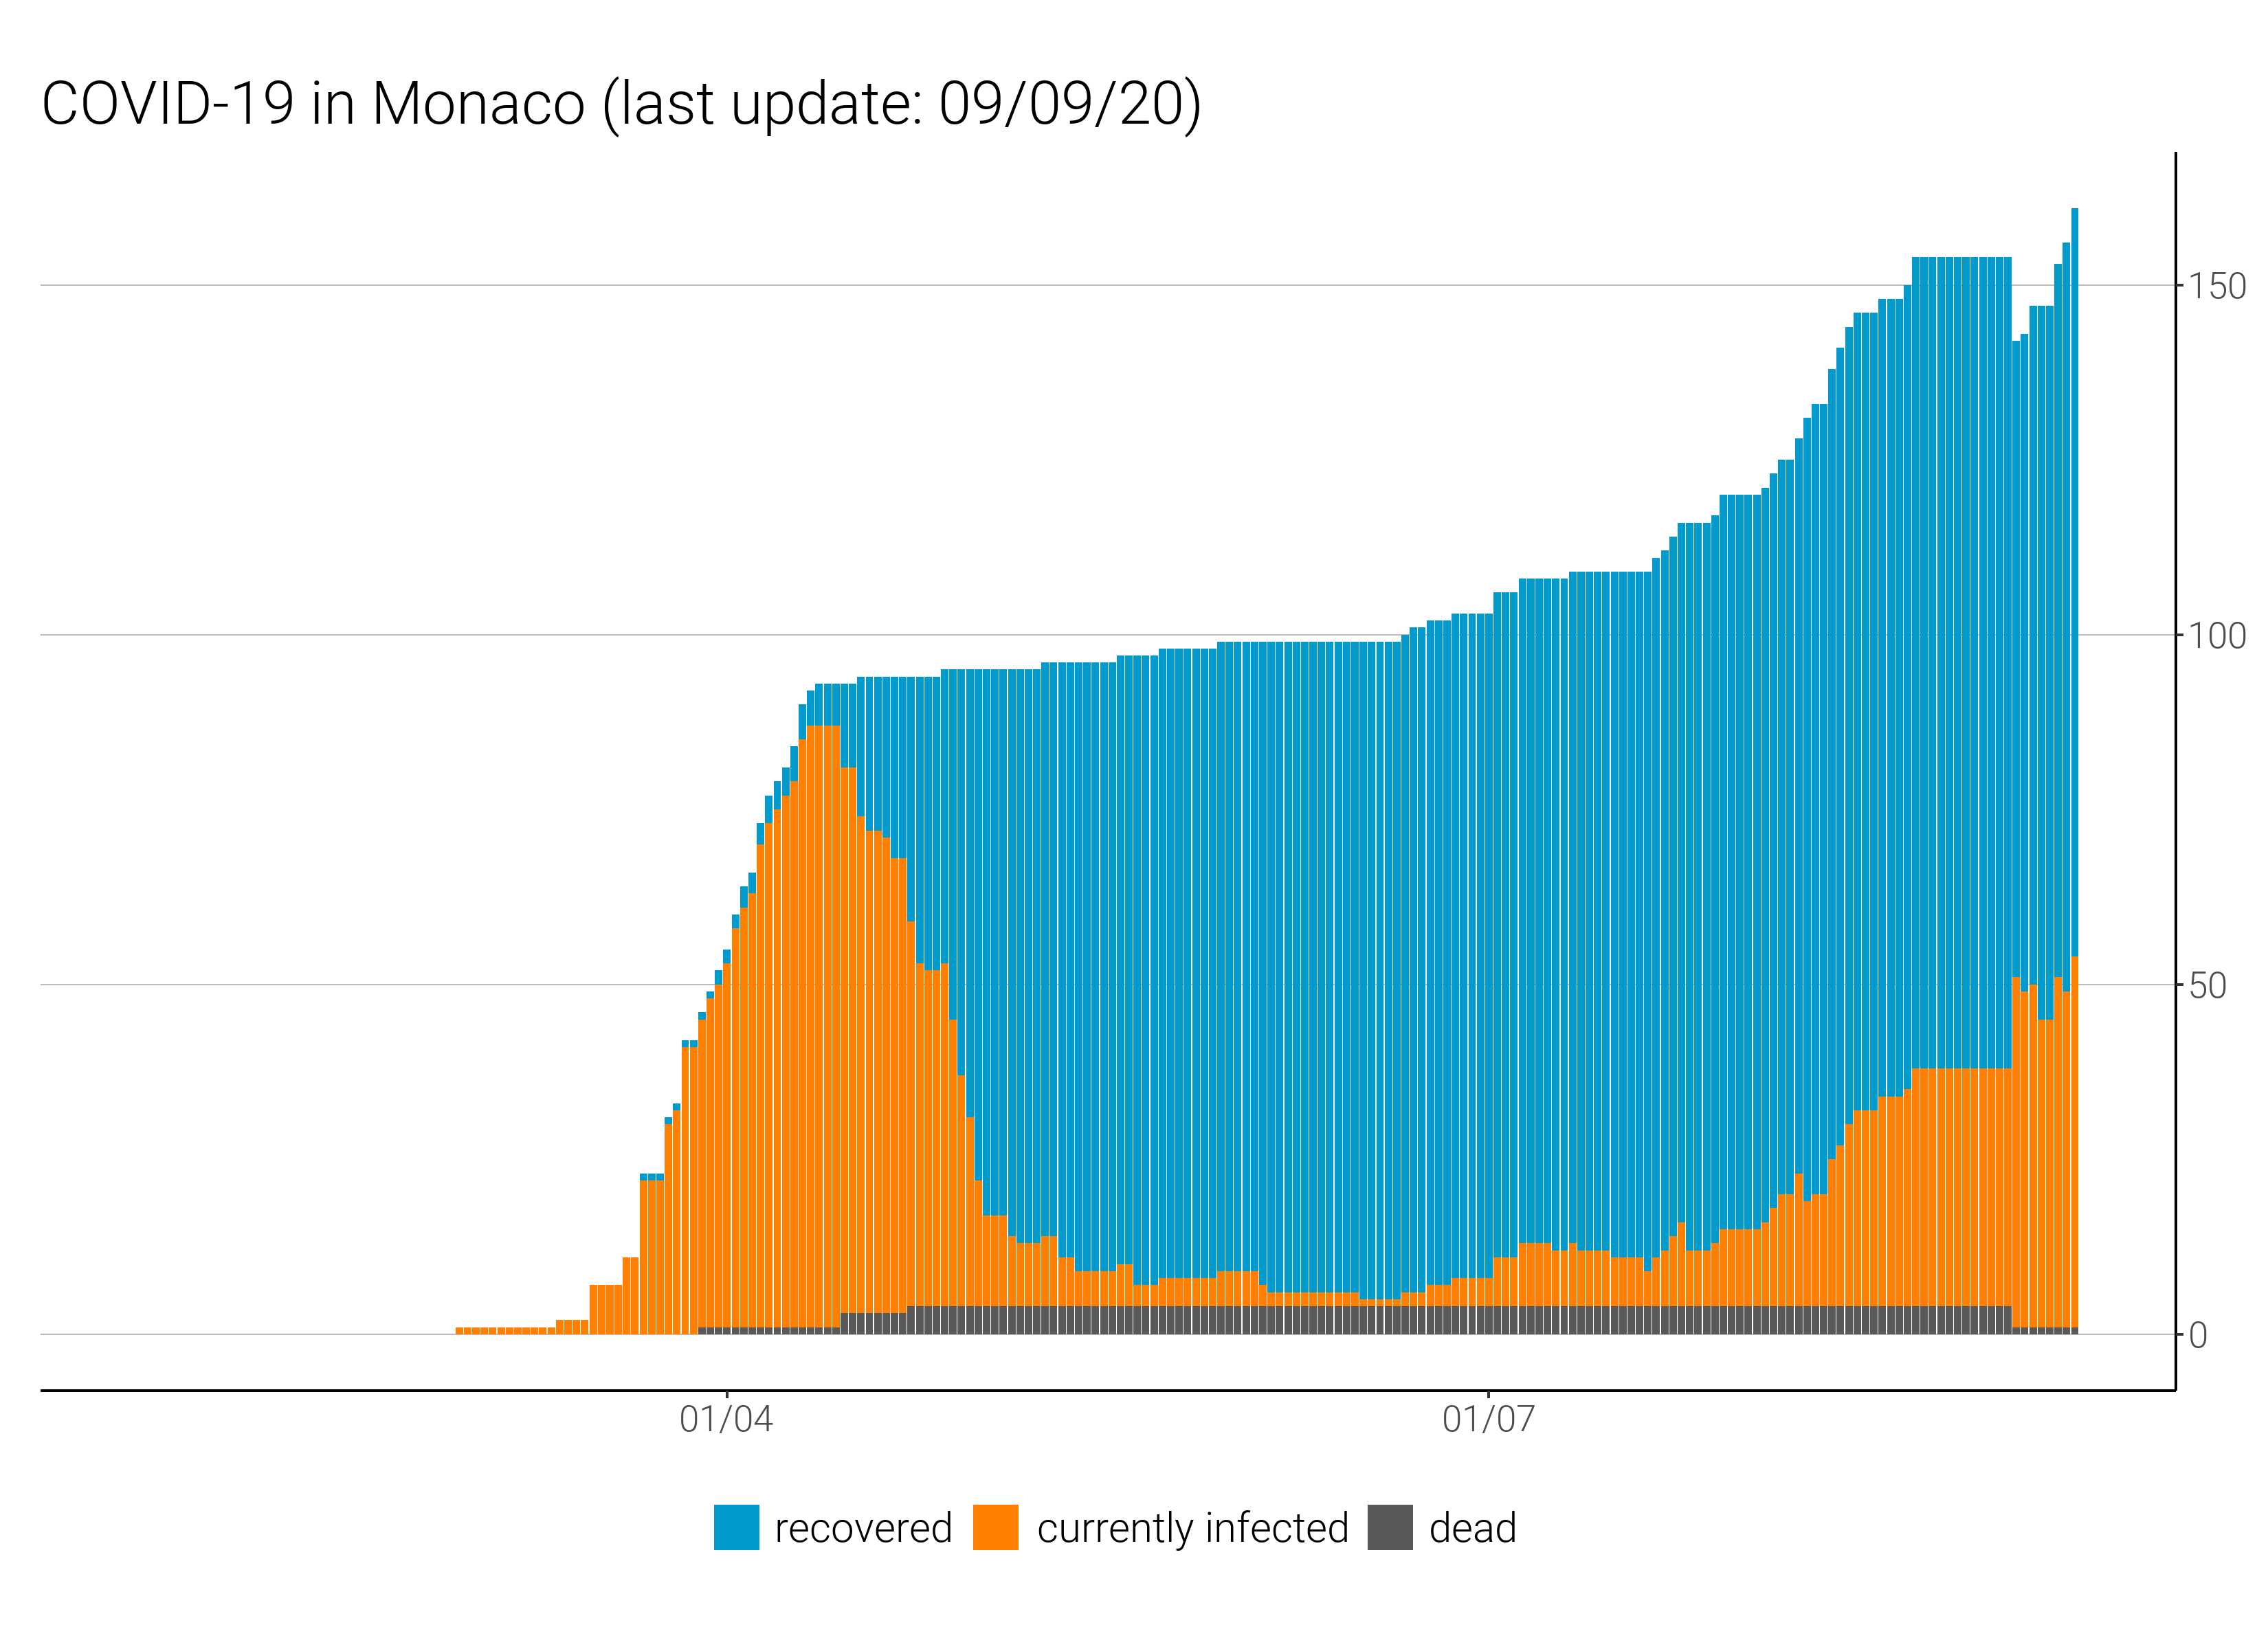 COVID-19 in Monaco (last update: 09/09/20)
150
100
50
0
01/04 01/07
recovered currently infected dead